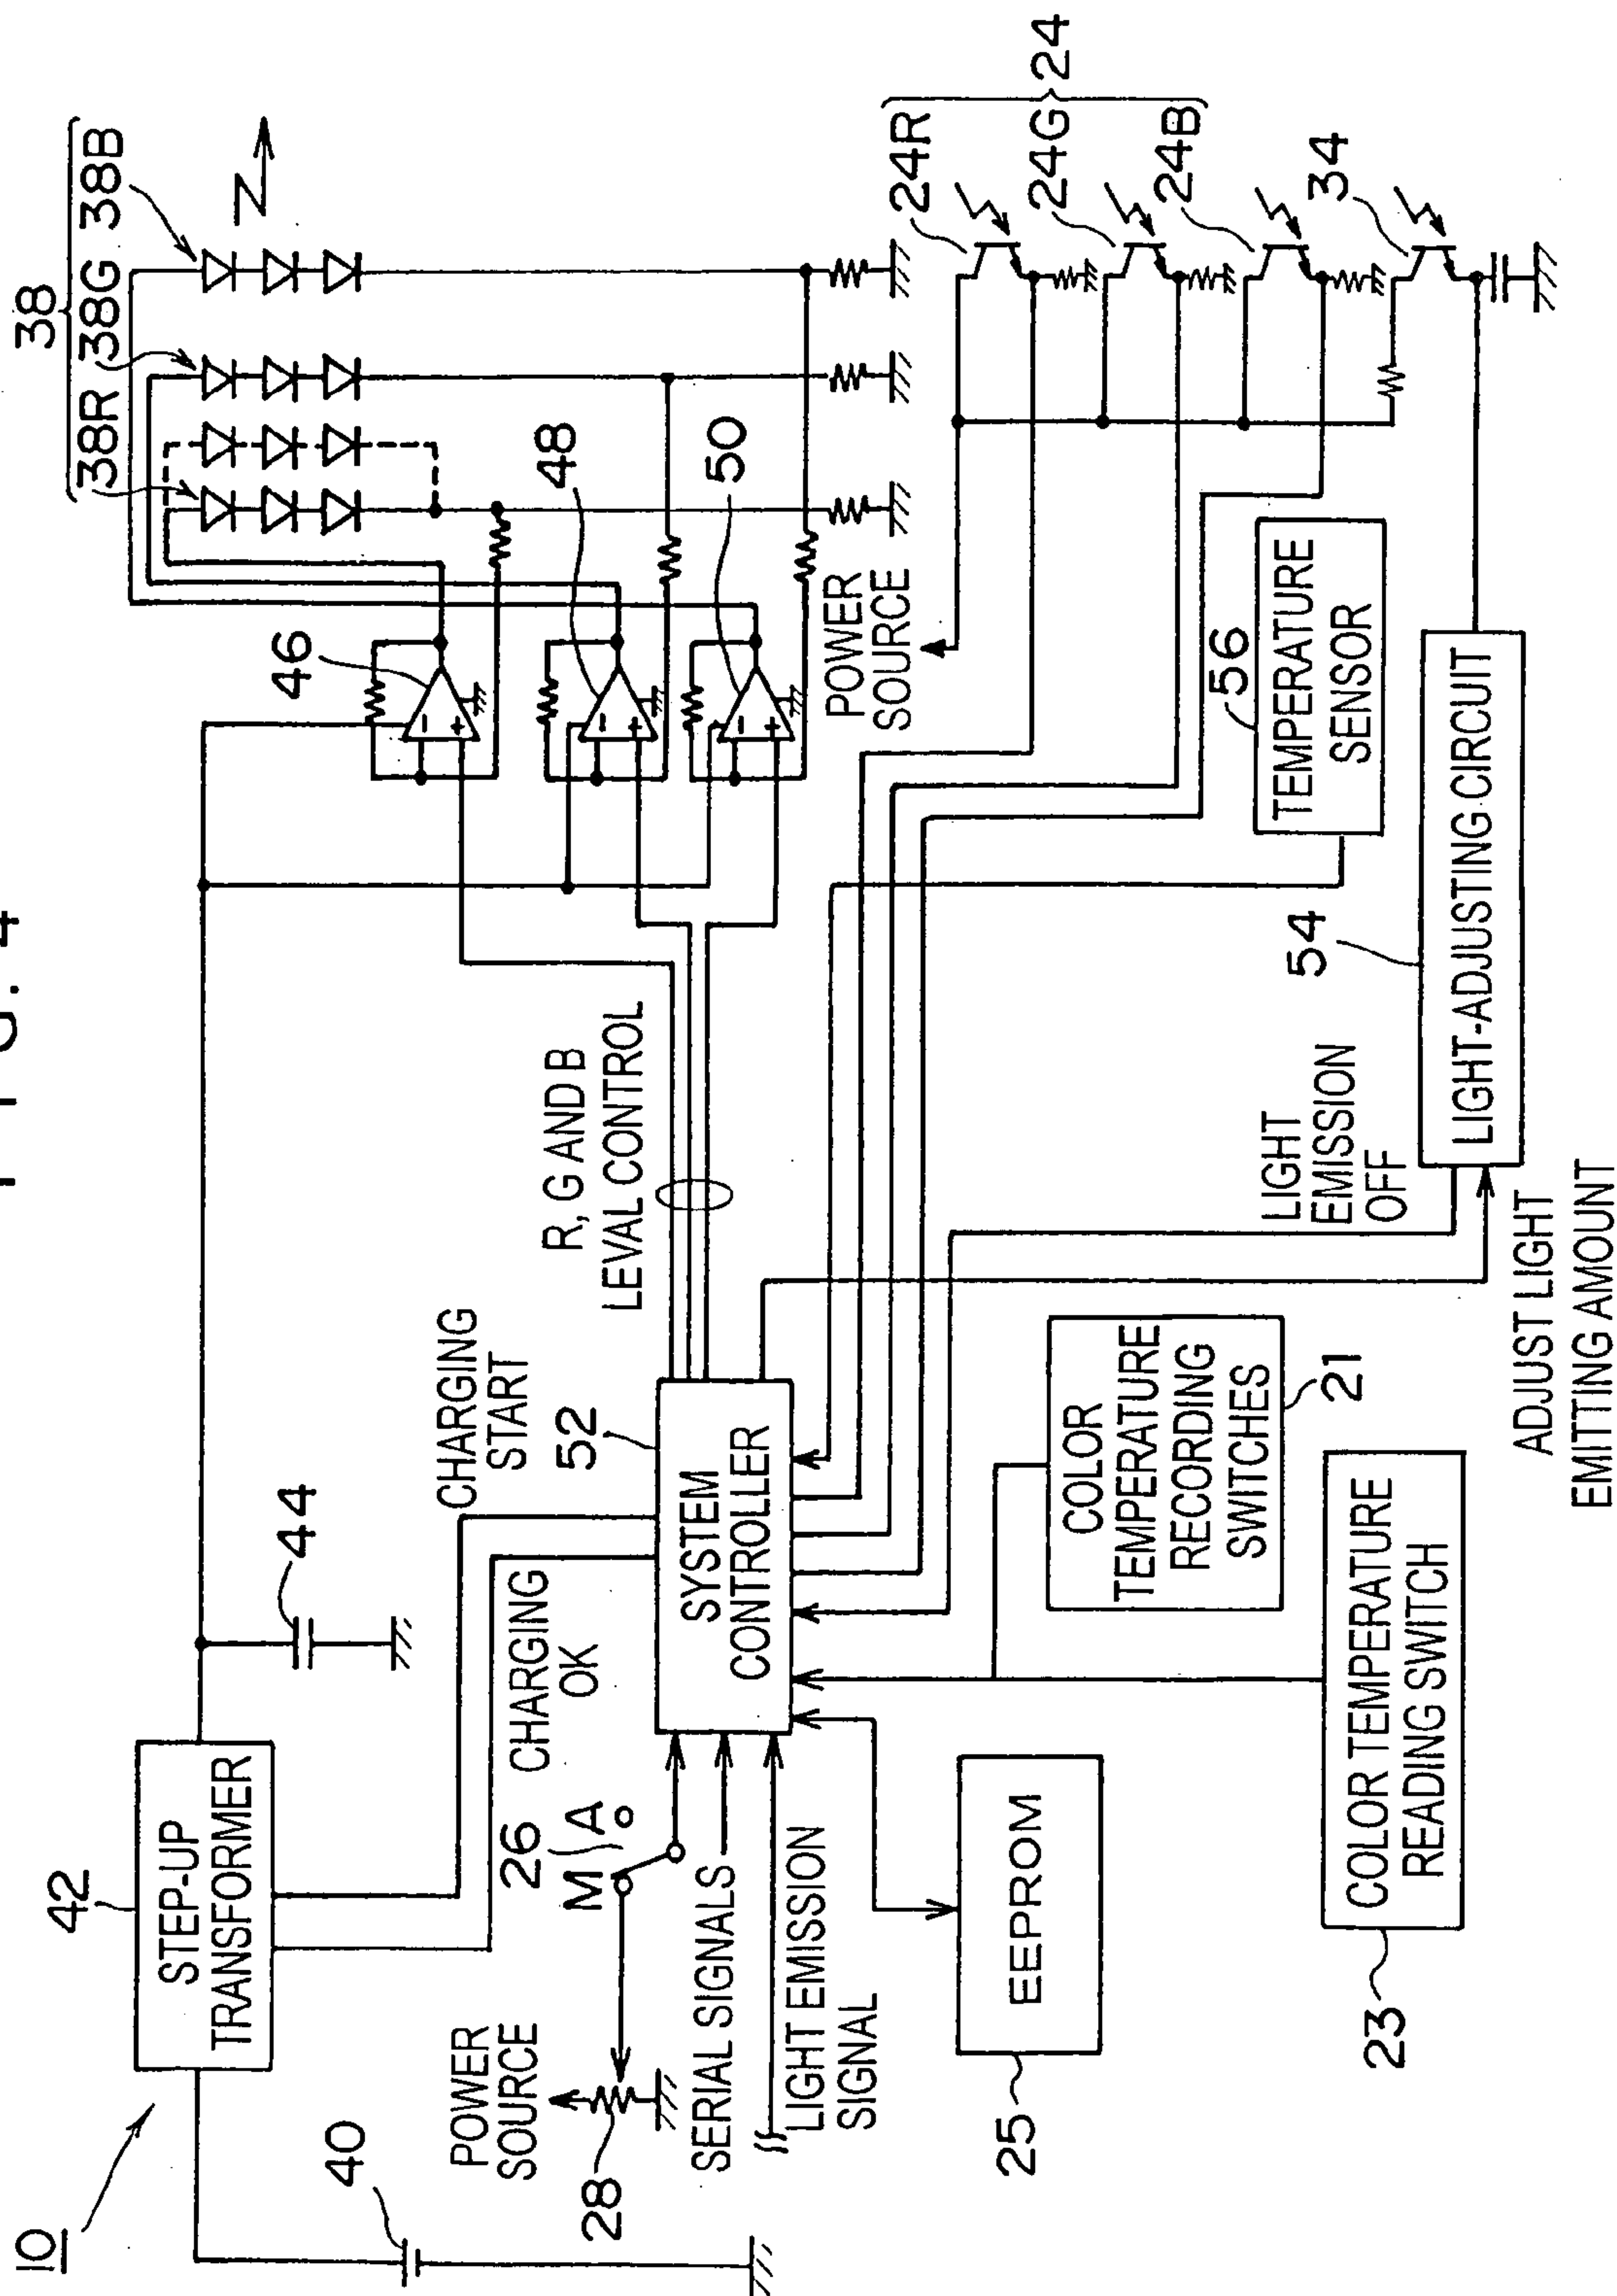 FIG. 4
10
42
STEP-UP
TRANSFORMER
40
44
CHARGING
START
CHARGING
OK
52
SYSTEM
CONTROLLER
POWER
SOURCE
28
26
M
A
SERIAL SIGNALS
LIGHT EMISSION
SIGNAL
25
EEPROM
23
COLOR TEMPERATURE
READING SWITCH
21
COLOR
TEMPERATURE
RECORDING
SWITCHES
R, G AND B
LEVAL CONTROL
46
48
50
38
38R
38G
38B
N
POWER
SOURCE
24R
24G
24B
24
34
56
TEMPERATURE
SENSOR
54
LIGHT-ADJUSTING CIRCUIT
LIGHT
EMISSION
OFF
ADJUST LIGHT
EMITTING AMOUNT